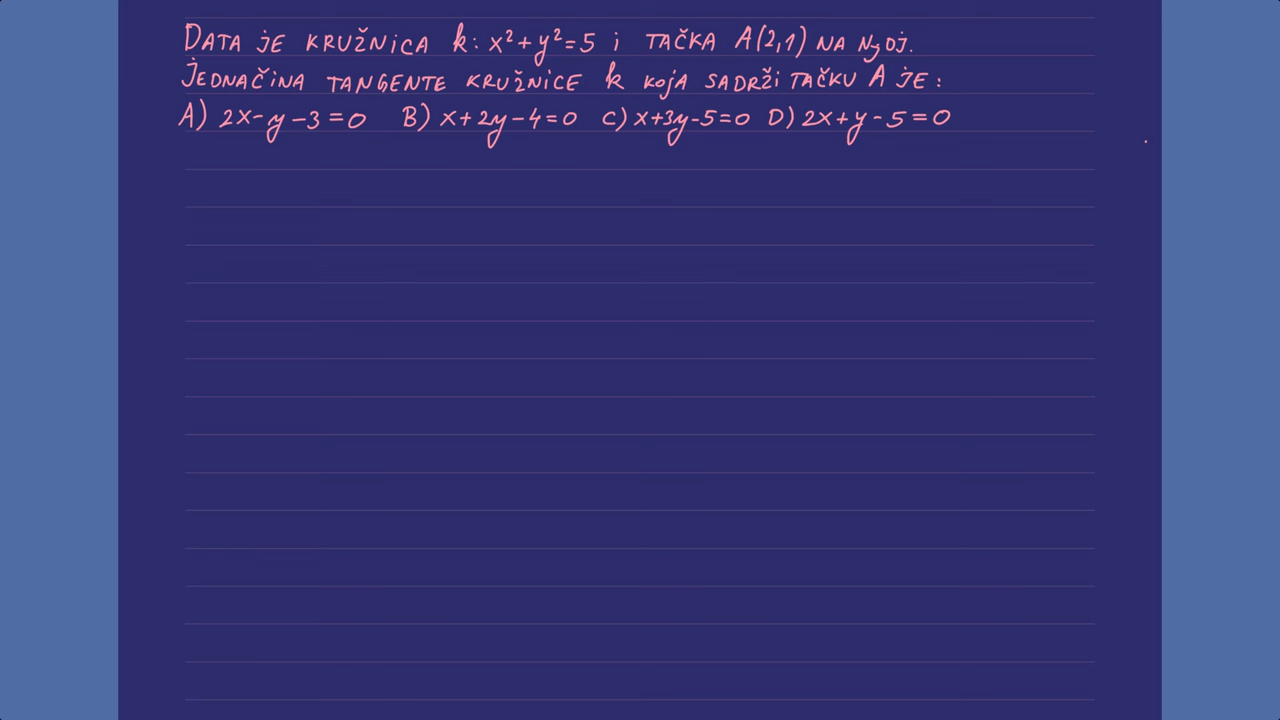 DATA JE KRUŽNICA k: x²+y²=5 i TAČKA A(2,1) NA NJOJ.
JEDNAČINA TANGENTE KRUŽNICE k KOJA SADRŽI TAČKU A JE:
A) 2x-y-3=0 B) x+2y-4=0 C) x+3y-5=0 D) 2x+y-5=0